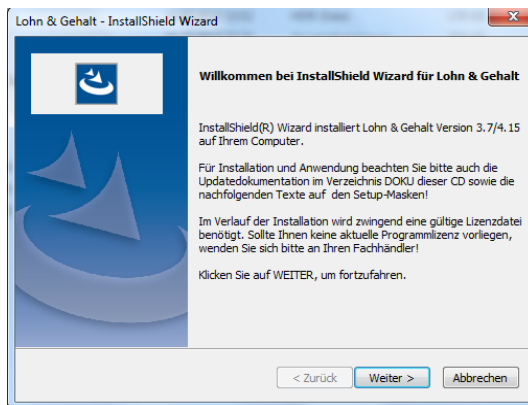 Lohn & Gehalt - InstallShield Wizard
Willkommen bei InstallShield Wizard für Lohn & Gehalt
InstallShield(R) Wizard installiert Lohn & Gehalt Version 3.7/4.15
auf Ihrem Computer.
Für Installation und Anwendung beachten Sie bitte auch die
Updatedokumentation im Verzeichnis DOKU dieser CD sowie die
nachfolgenden Texte auf den Setup-Masken!
Im Verlauf der Installation wird zwingend eine gültige Lizenzdatei
benötigt. Sollte Ihnen keine aktuelle Programmlizenz vorliegen,
wenden Sie sich bitte an Ihren Fachhändler!
Klicken Sie auf WEITER, um fortzufahren.
< Zurück
Weiter >
Abbrechen